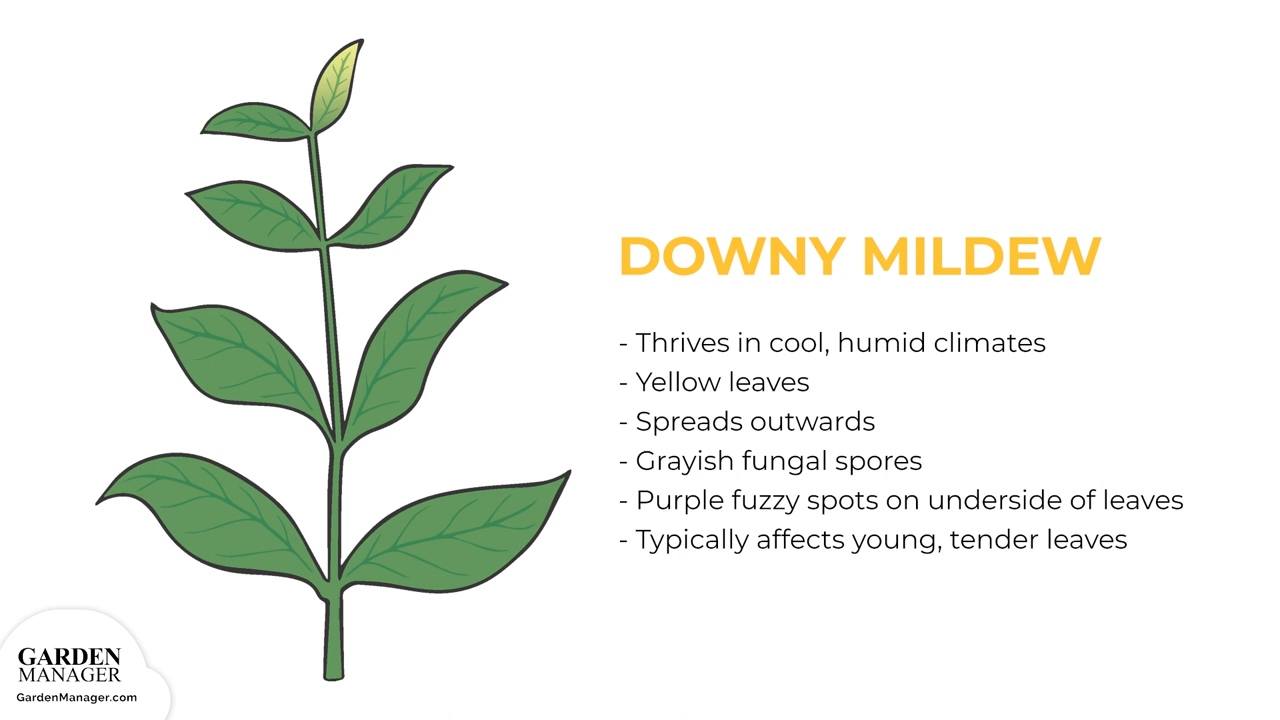 DOWNY MILDEW
- Thrives in cool, humid climates
- Yellow leaves
- Spreads outwards
- Grayish fungal spores
- Purple fuzzy spots on underside of leaves
- Typically affects young, tender leaves
GARDEN
MANAGER
GardenManager.com